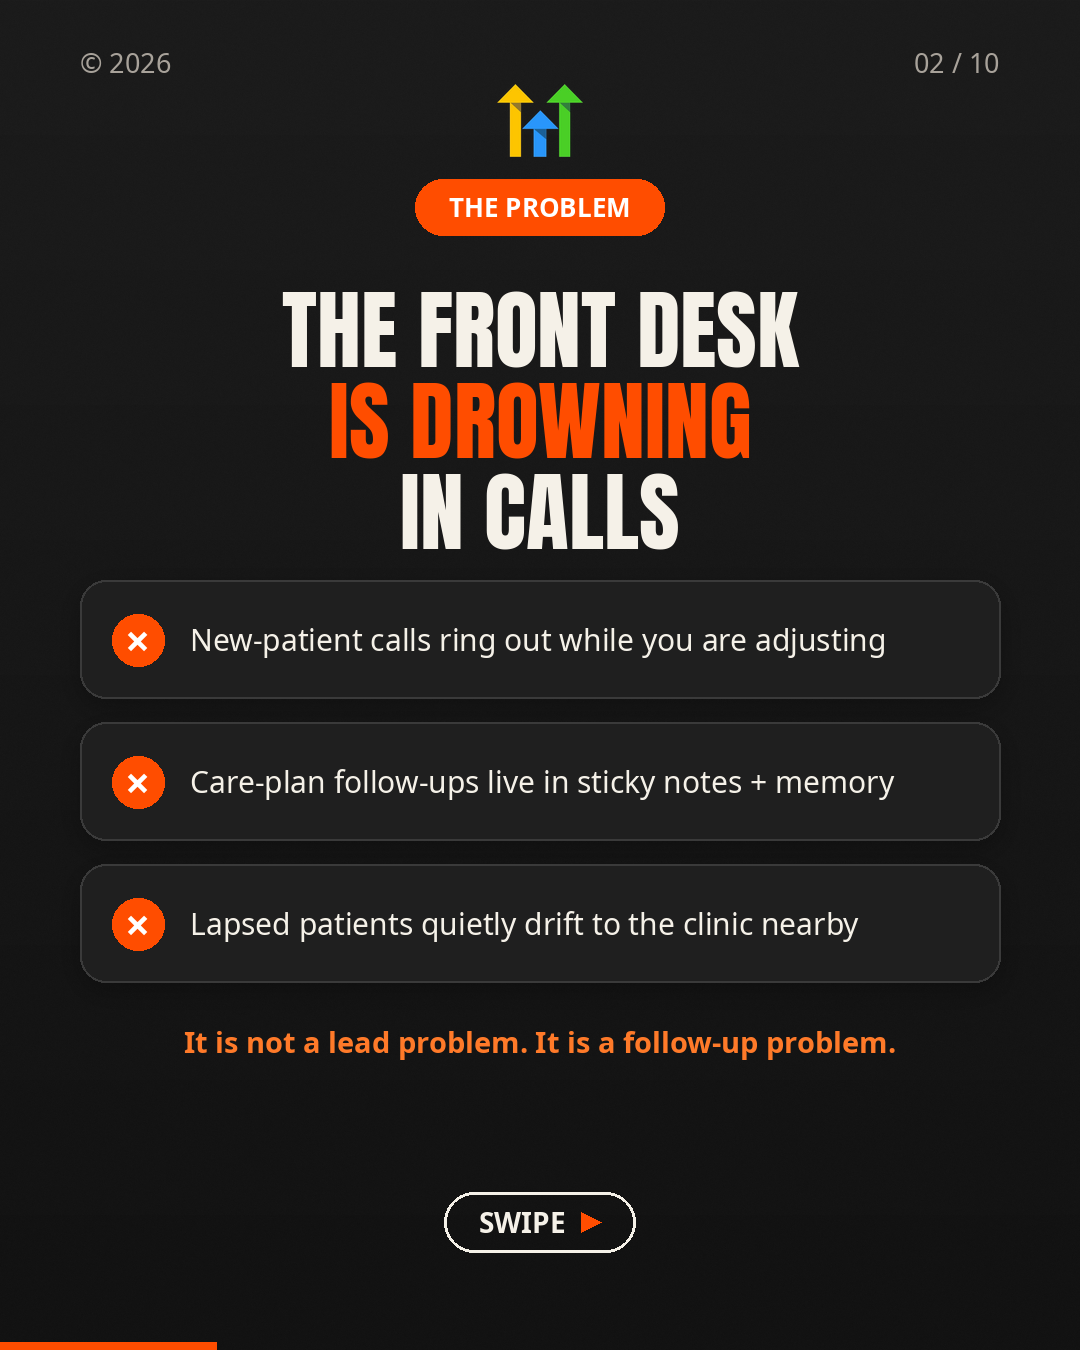 © 2026
02 / 10
THE PROBLEM
THE FRONT DESK
IS DROWNING
IN CALLS
New-patient calls ring out while you are adjusting
Care-plan follow-ups live in sticky notes + memory
Lapsed patients quietly drift to the clinic nearby
It is not a lead problem. It is a follow-up problem.
SWIPE